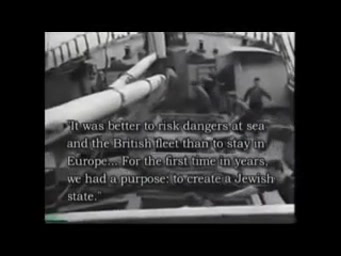 "It was better to risk dangers at sea
and the British fleet than to stay in
Europe... For the first time in years,
we had a purpose: to create a Jewish
state."